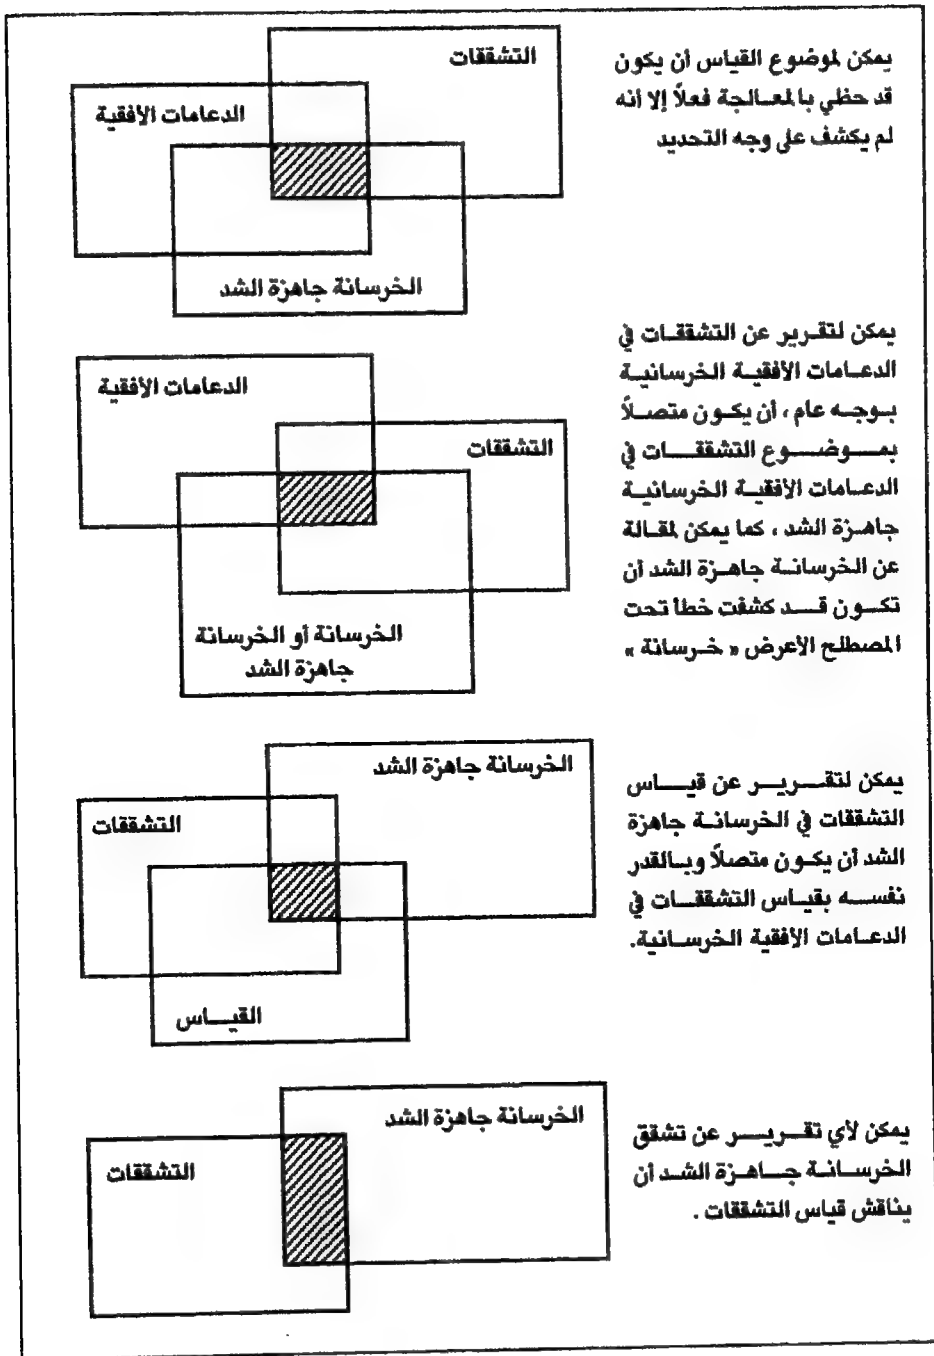 يمكن لموضوع القياس أن يكون
قد حظي بالمعالجة فعلاً إلا أنه
لم يكشف على وجه التحديد
التشققات
الدعامات الأفقية
الخرسانة جاهزة الشد
يمكن لتقرير عن التشققات في
الدعامات الأفقية الخرسانية
بوجه عام ، أن يكون متصلاً
بموضوع التشققات في
الدعامات الأفقية الخرسانية
جاهزة الشد ، كما يمكن لمقالة
عن الخرسانة جاهزة الشد أن
تكون قد كشفت خطأ تحت
المصطلح الأعرض « خرسانة »
الدعامات الأفقية
التشققات
الخرسانة أو الخرسانة
جاهزة الشد
يمكن لتقرير عن قياس
التشققات في الخرسانة جاهزة
الشد أن يكون متصلاً وبالقدر
نفسه بقياس التشققات في
الدعامات الأفقية الخرسانية.
الخرسانة جاهزة الشد
التشققات
القياس
يمكن لأي تقرير عن تشقق
الخرسانة جاهزة الشد أن
يناقش قياس التشققات .
الخرسانة جاهزة الشد
التشققات